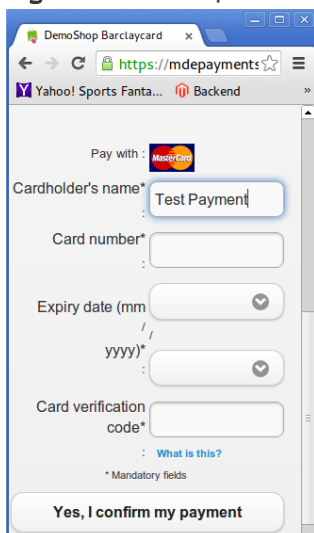 DemoShop Barclaycard
https://mdepayments
Yahoo! Sports Fanta... Backend »
Pay with : MasterCard
Cardholder's name*
:
Test Payment
Card number*
:
Expiry date (mm
/
/
yyyy)*
:
Card verification
code*
: What is this?
* Mandatory fields
Yes, I confirm my payment